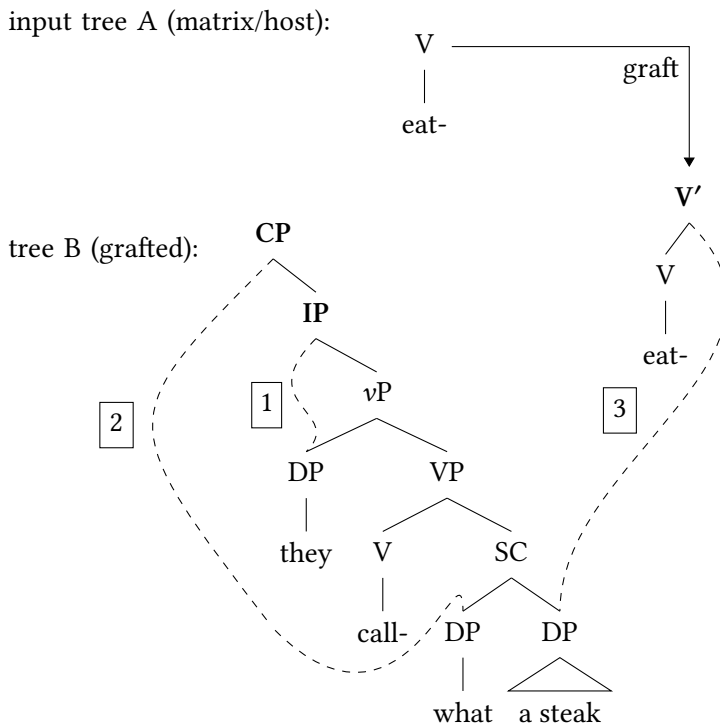 input tree A (matrix/host):
V
graft
eat-
V′
CP
tree B (grafted):
V
IP
eat-
1
vP
3
2
DP
VP
they
V
SC
call-
DP
DP
what
a steak